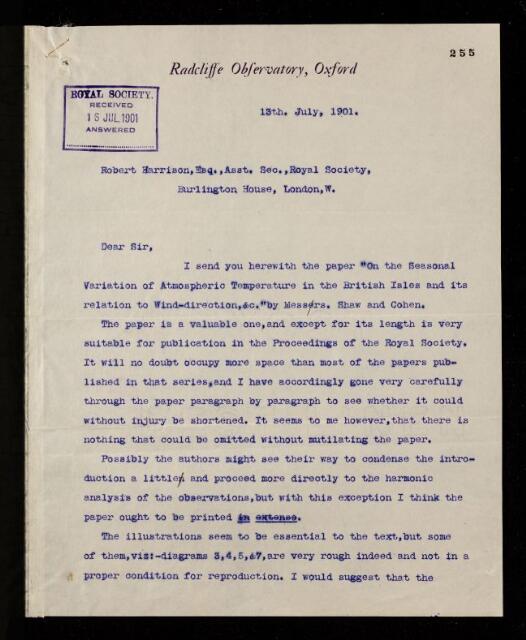 255
Radcliffe Observatory, Oxford
ROYAL SOCIETY.
RECEIVED
16 JUL 1901
ANSWERED
13th. July, 1901.
Robert Harrison,Esq.,Asst. Sec.,Royal Society,
Burlington House, London,W.
Dear Sir,
I send you herewith the paper "On the Seasonal
Variation of Atmospheric Temperature in the British Isles and its
relation to Wind-direction,&c."by Messrs. Shaw and Cohen.
The paper is a valuable one,and except for its length is very
suitable for publication in the Proceedings of the Royal Society.
It will no doubt occupy more space than most of the papers pub-
lished in that series,and I have accordingly gone very carefully
through the paper paragraph by paragraph to see whether it could
without injury be shortened. It seems to me however,that there is
nothing that could be omitted without mutilating the paper.
Possibly the authors might see their way to condense the intro-
duction a little and proceed more directly to the harmonic
analysis of the observations,but with this exception I think the
paper ought to be printed in extenso.
The illustrations seem to be essential to the text,but some
of them,viz:-diagrams 3,4,5,&7,are very rough indeed and not in a
proper condition for reproduction. I would suggest that the